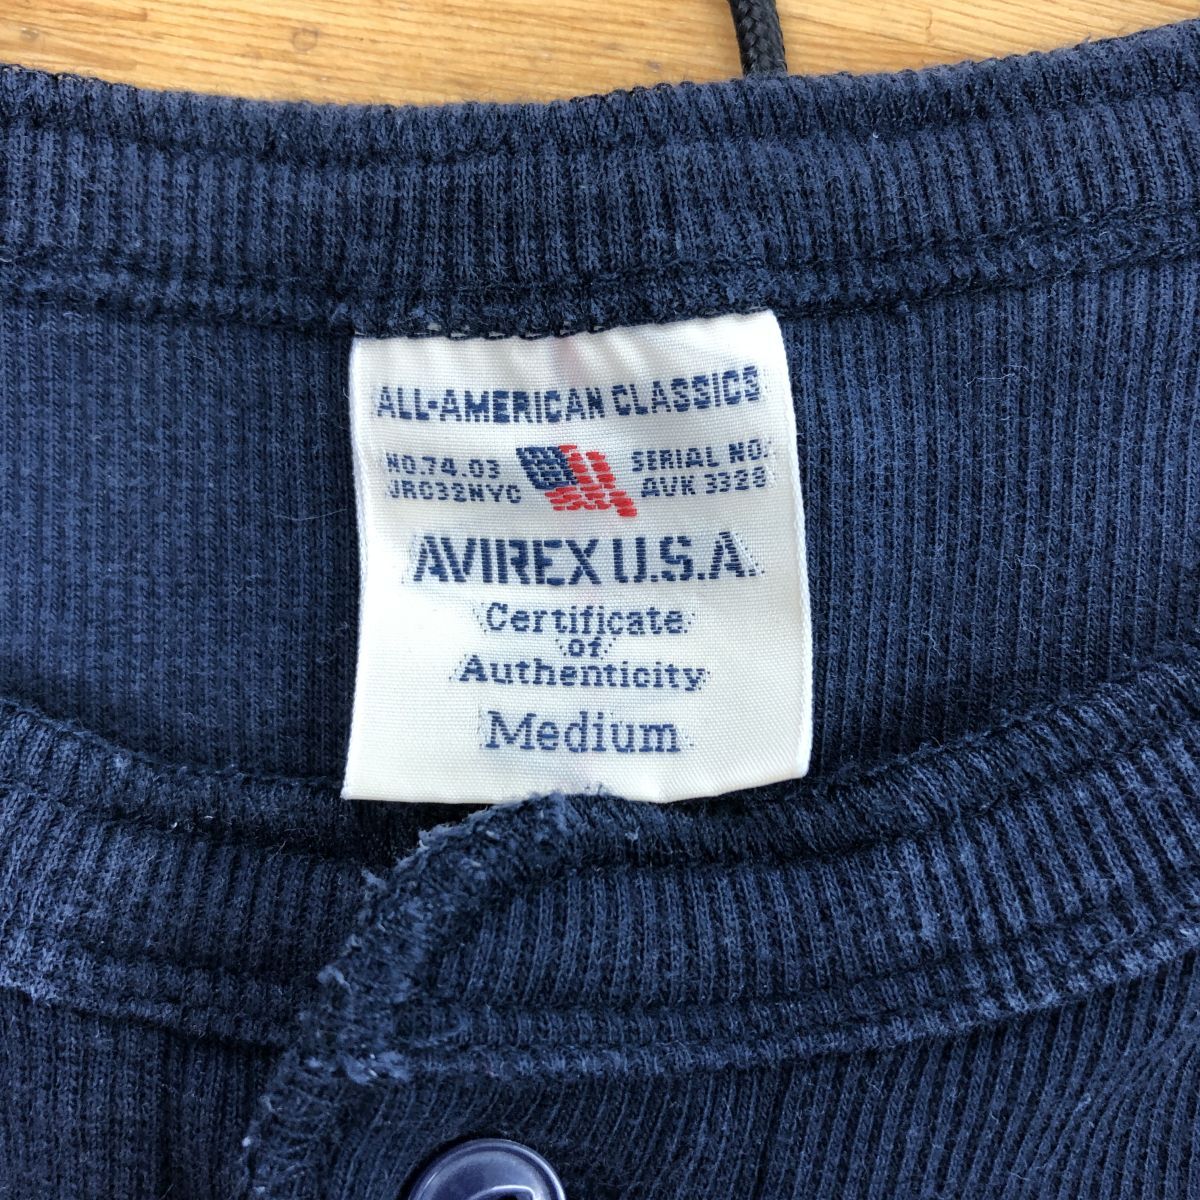 ALL-AMERICAN CLASSICS
NO.74.03
JRC32NYC
SERIAL NO.
AVK 3328
AVIREX U.S.A.
Certificate
of
Authenticity
Medium